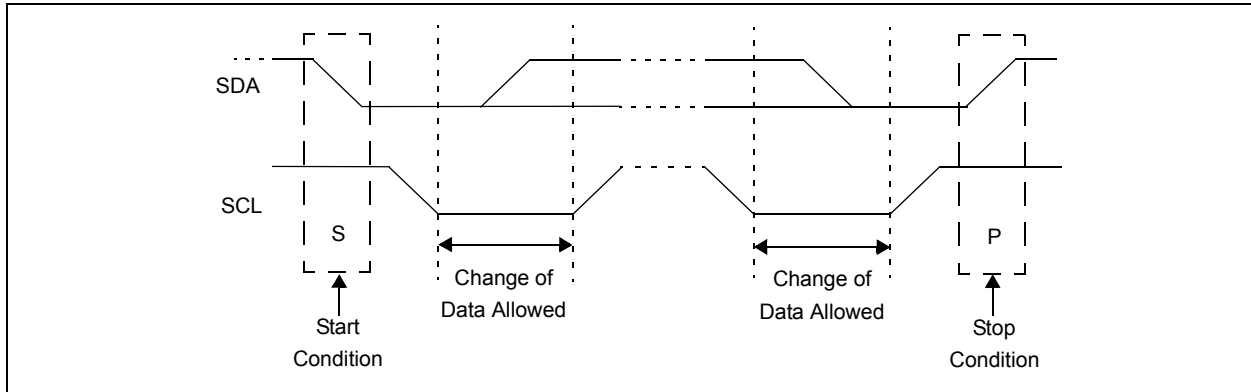 SDA
SCL
S
P
Change of
Data Allowed
Change of
Data Allowed
Start
Condition
Stop
Condition